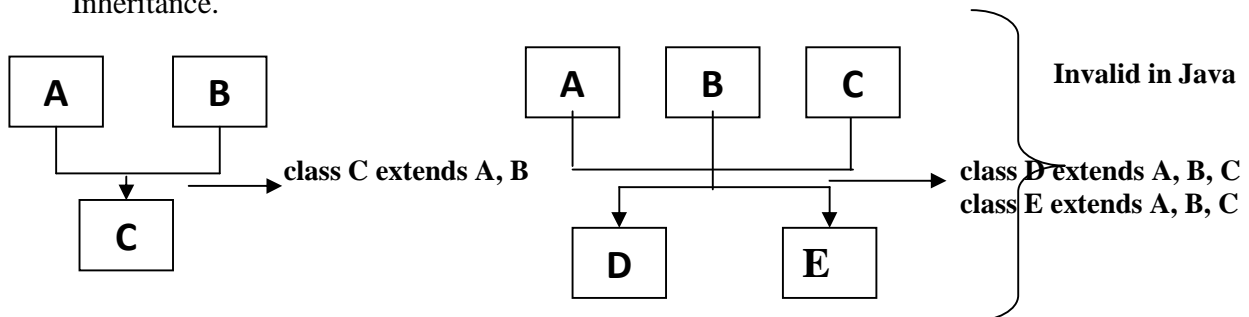 Inheritance.
A B
A B C
Invalid in Java
class C extends A, B
class D extends A, B, C
class E extends A, B, C
C
D E